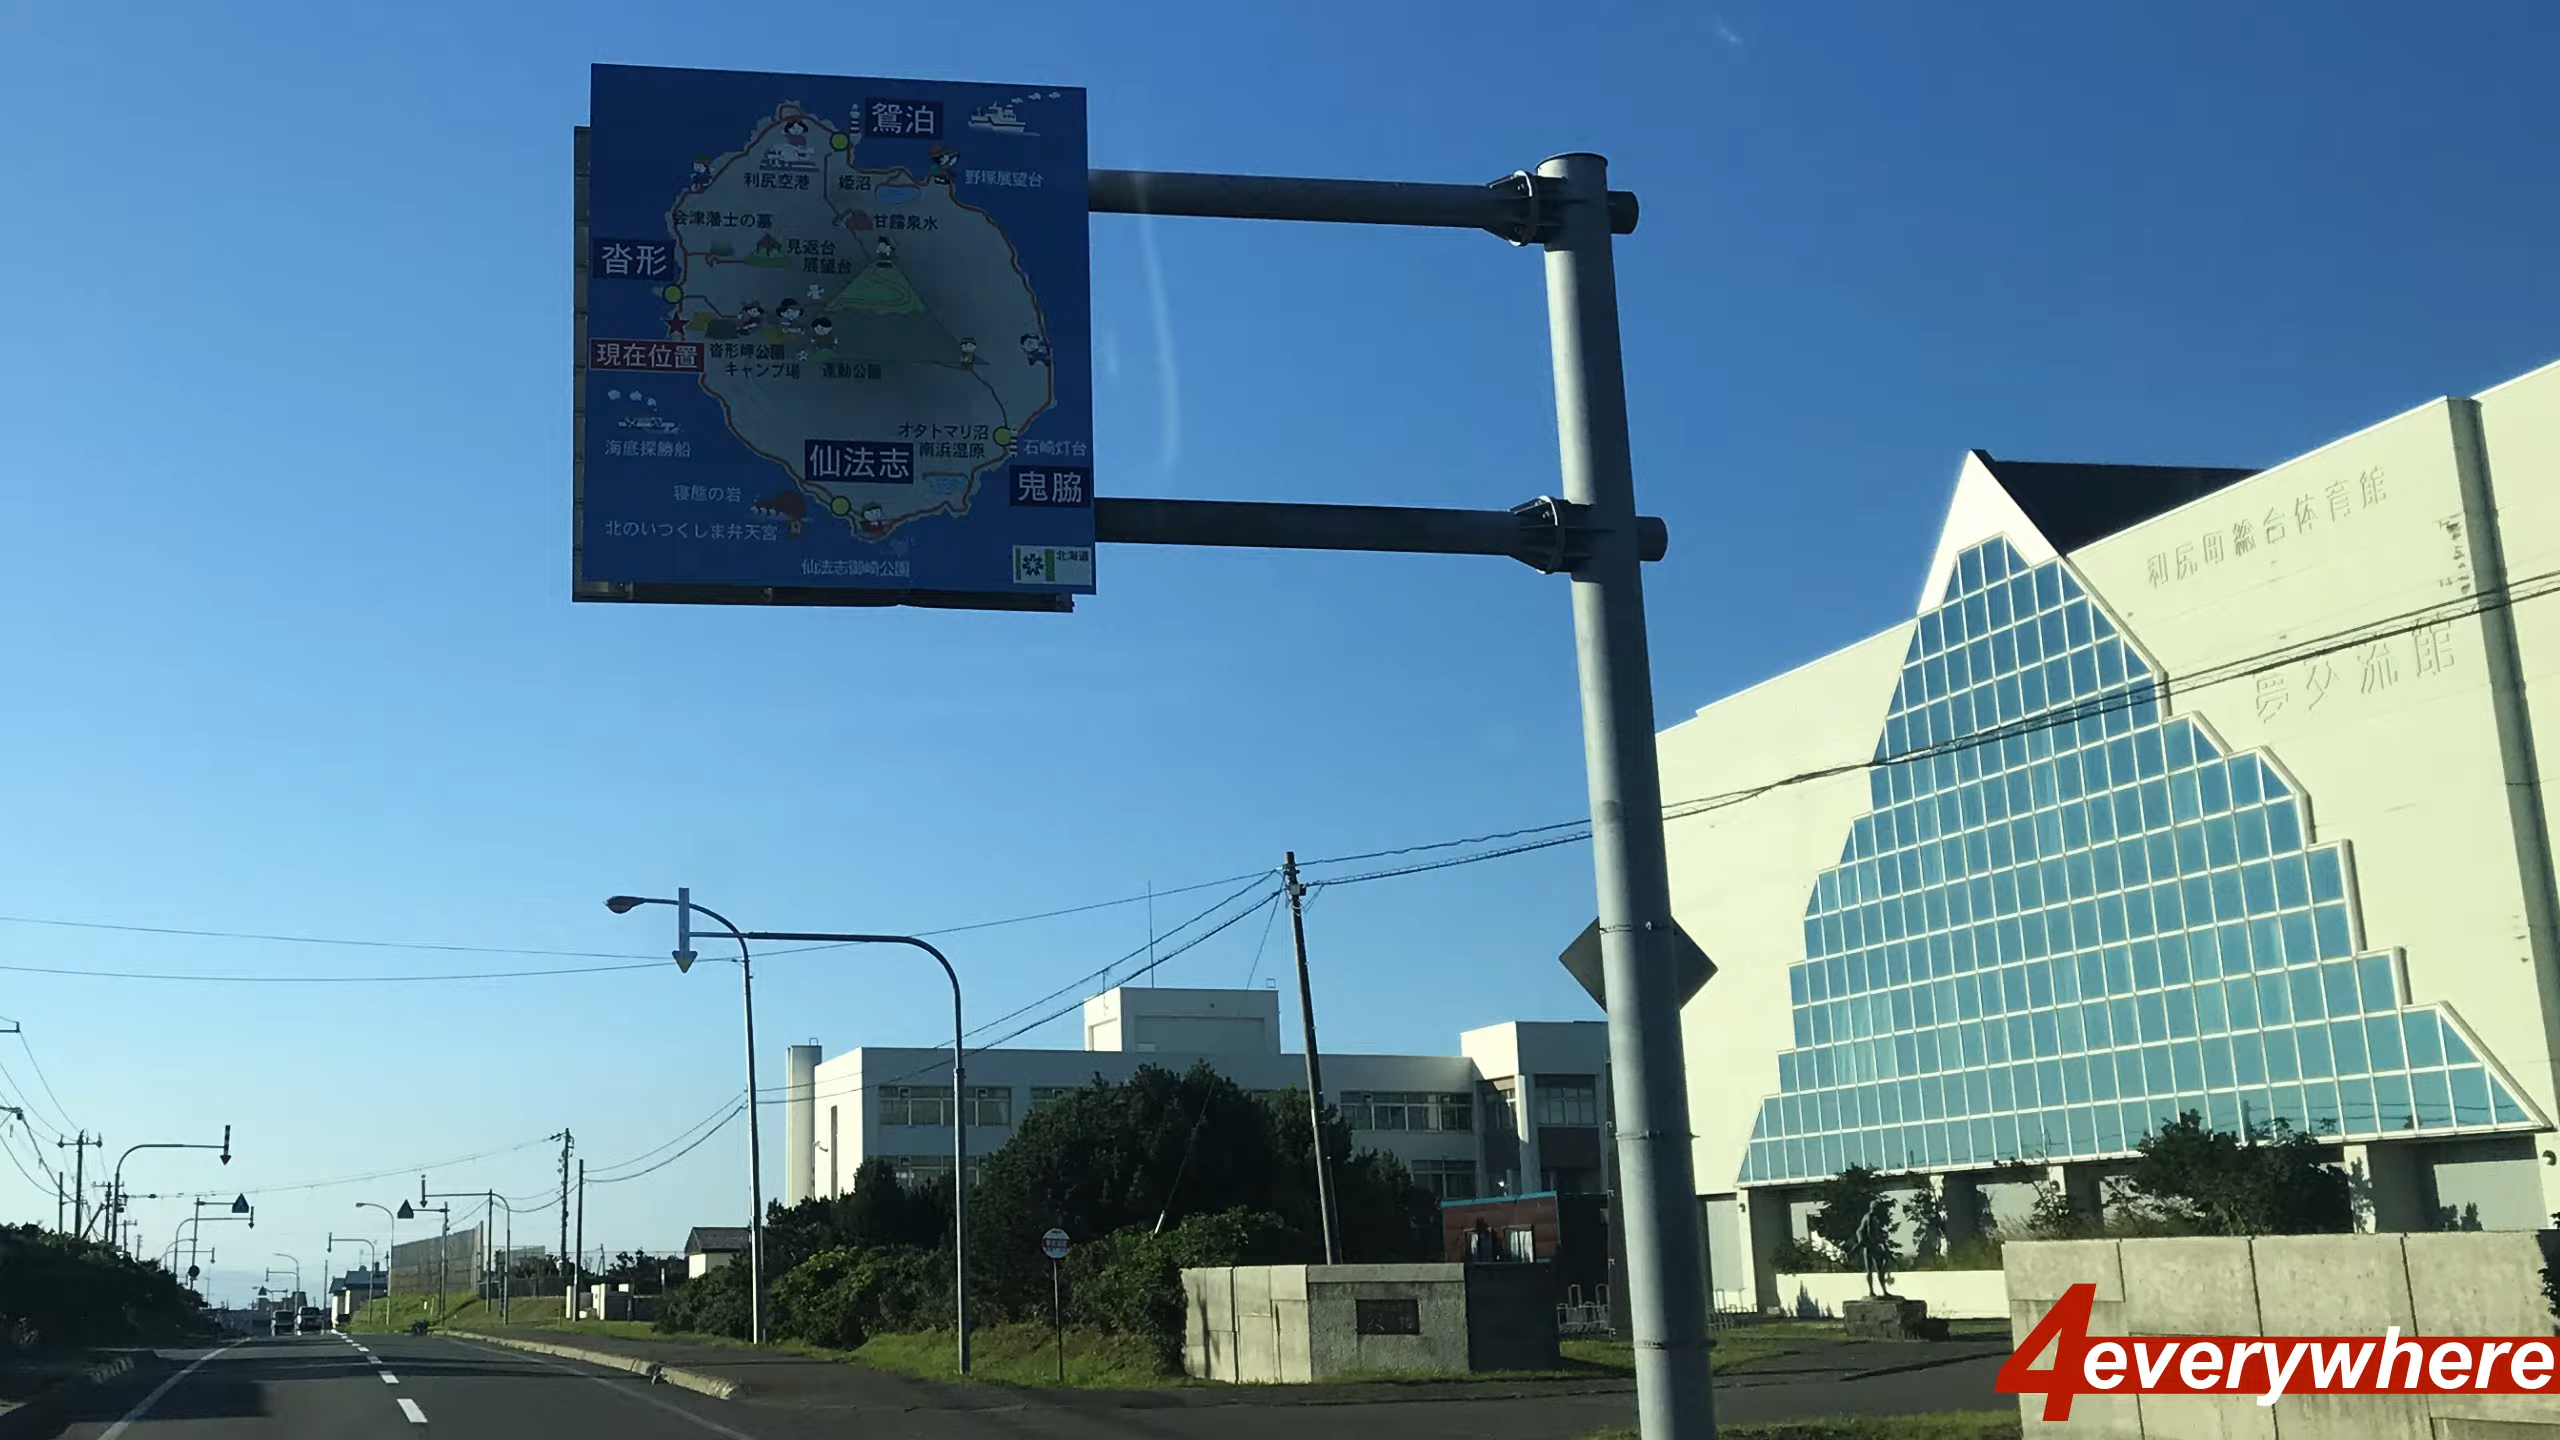 鴛泊
野塚展望台
利尻空港
姫沼
会津藩士の墓
甘露泉水
見返台
展望台
沓形
現在位置
沓形岬公園
キャンプ場
運動公園
海底探勝船
オタトマリ沼
南浜湿原
石崎灯台
仙法志
鬼脇
寝熊の岩
北のいつくしま弁天宮
仙法志御崎公園
北海道
利尻町総合体育館
夢交流館
4everywhere